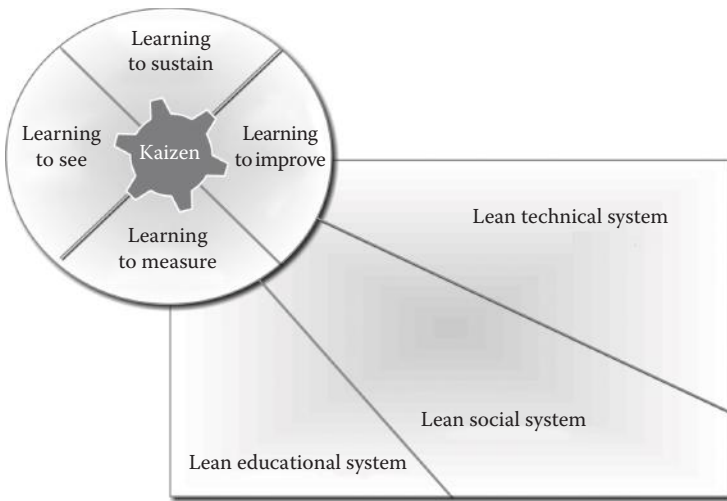 Learning
to sustain
Learning
to see
Kaizen
Learning
to improve
Learning
to measure
Lean technical system
Lean social system
Lean educational system